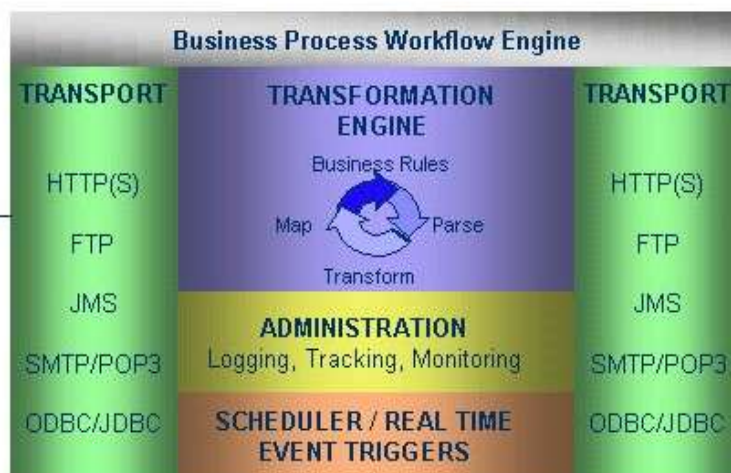 Business Process Workflow Engine
TRANSPORT
HTTP(S)
FTP
JMS
SMTP/POP3
ODBC/JDBC
TRANSFORMATION
ENGINE
Business Rules
Map
Parse
Transform
ADMINISTRATION
Logging, Tracking, Monitoring
SCHEDULER / REAL TIME
EVENT TRIGGERS
TRANSPORT
HTTP(S)
FTP
JMS
SMTP/POP3
ODBC/JDBC